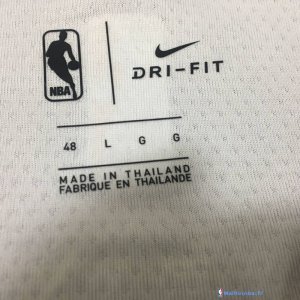 NBA
DRI-FIT
48 L G G
MADE IN THAILAND
FABRIQUE EN THAILANDE